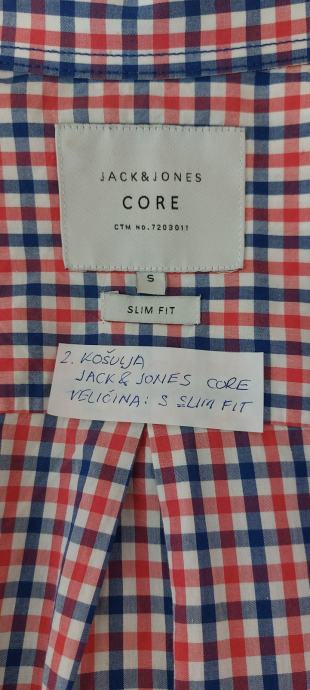 JACK&JONES
CORE
CTM NO.7203011
S
SLIM FIT
2. KOŠULJA
JACK & JONES CORE
VELIČINA: S SLIM FIT